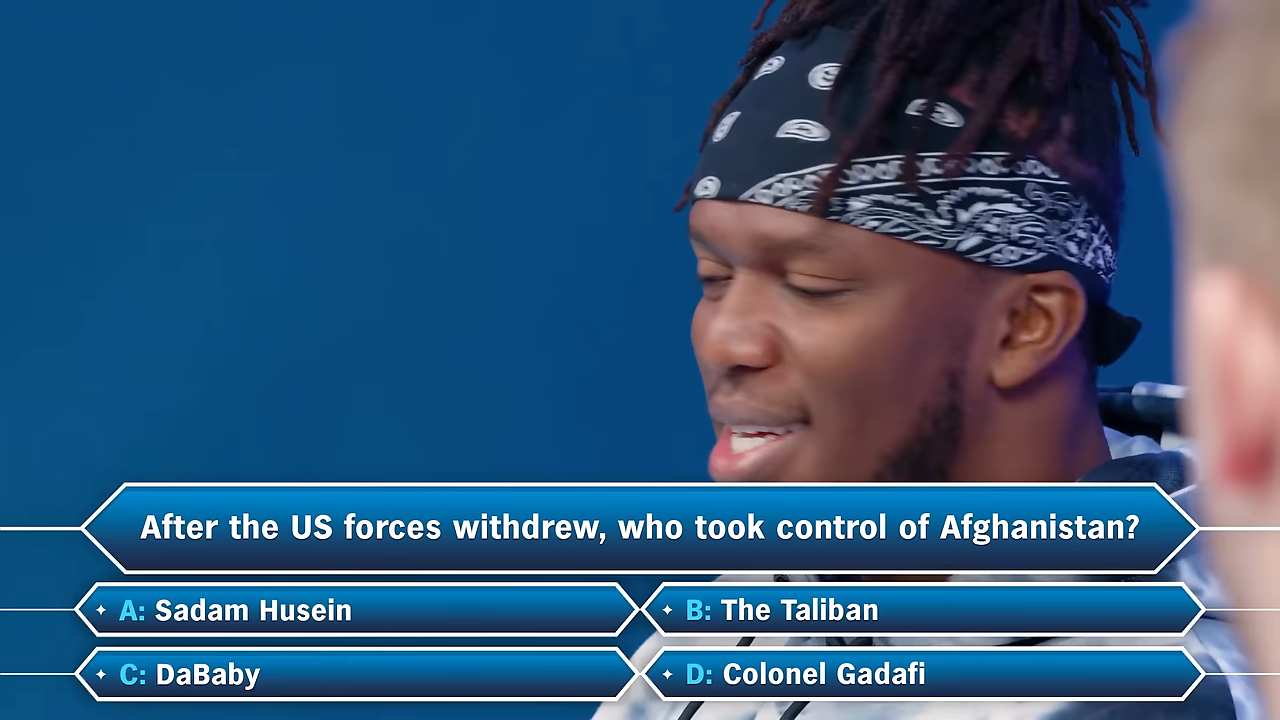 After the US forces withdrew, who took control of Afghanistan?
A: Sadam Husein
B: The Taliban
C: DaBaby
D: Colonel Gadafi